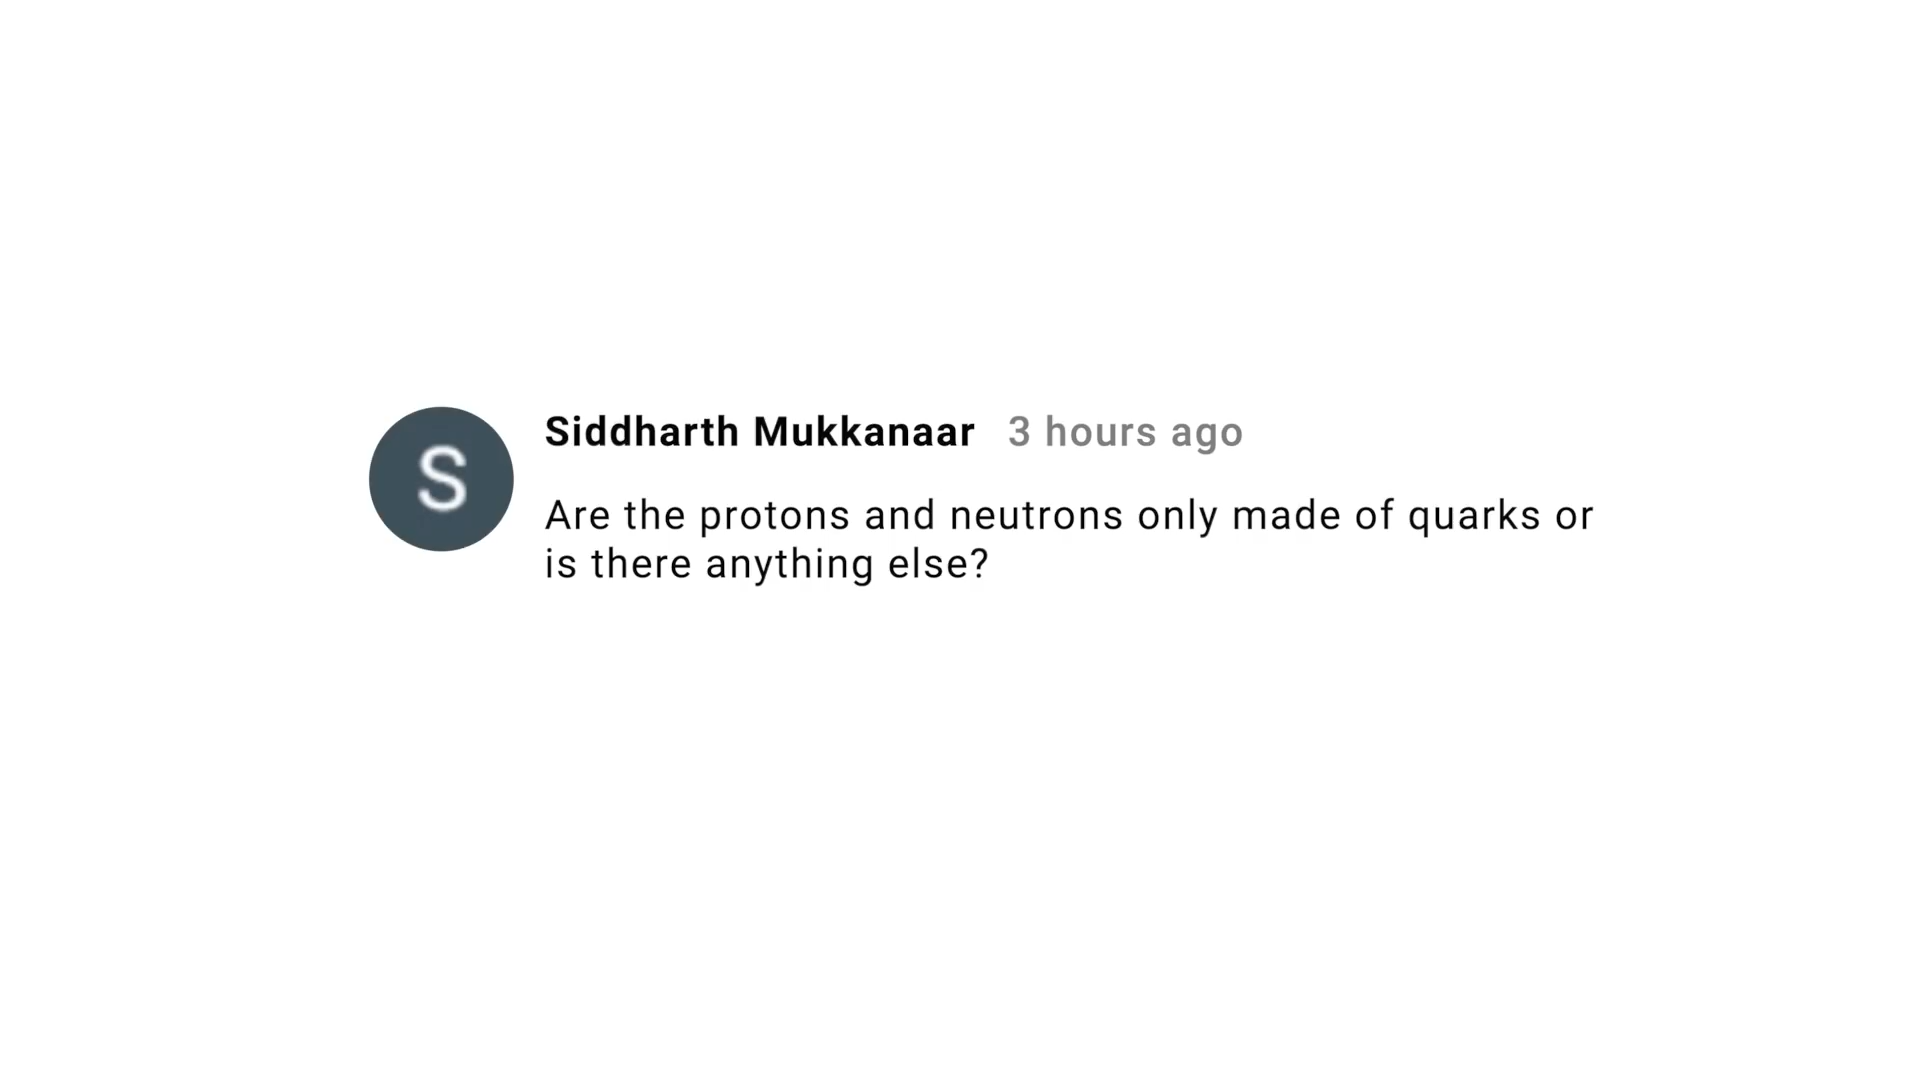 S
Siddharth Mukkanaar 3 hours ago
Are the protons and neutrons only made of quarks or
is there anything else?